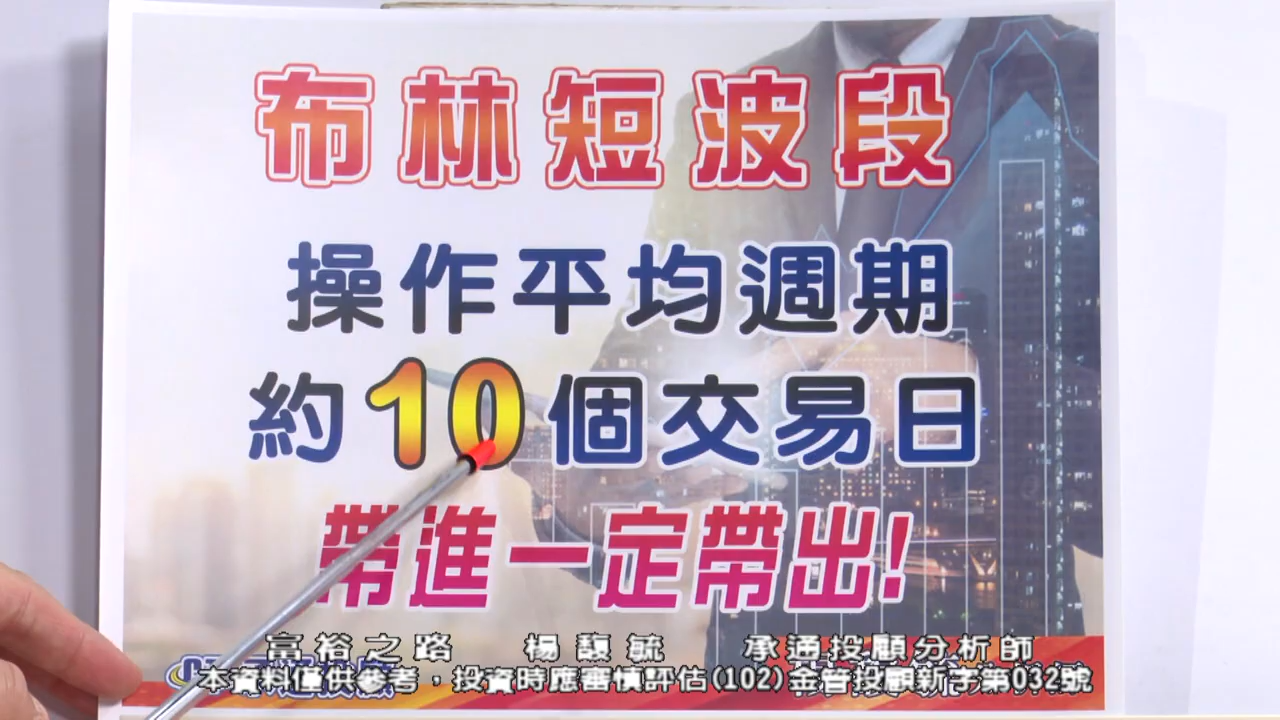 布林短波段
操作平均週期
約10個交易日
帶進一定帶出!
富裕之路 楊馥毓 承通投顧分析師
本資料僅供參考,投資時應審慎評估(102)金管投顧新字第032號